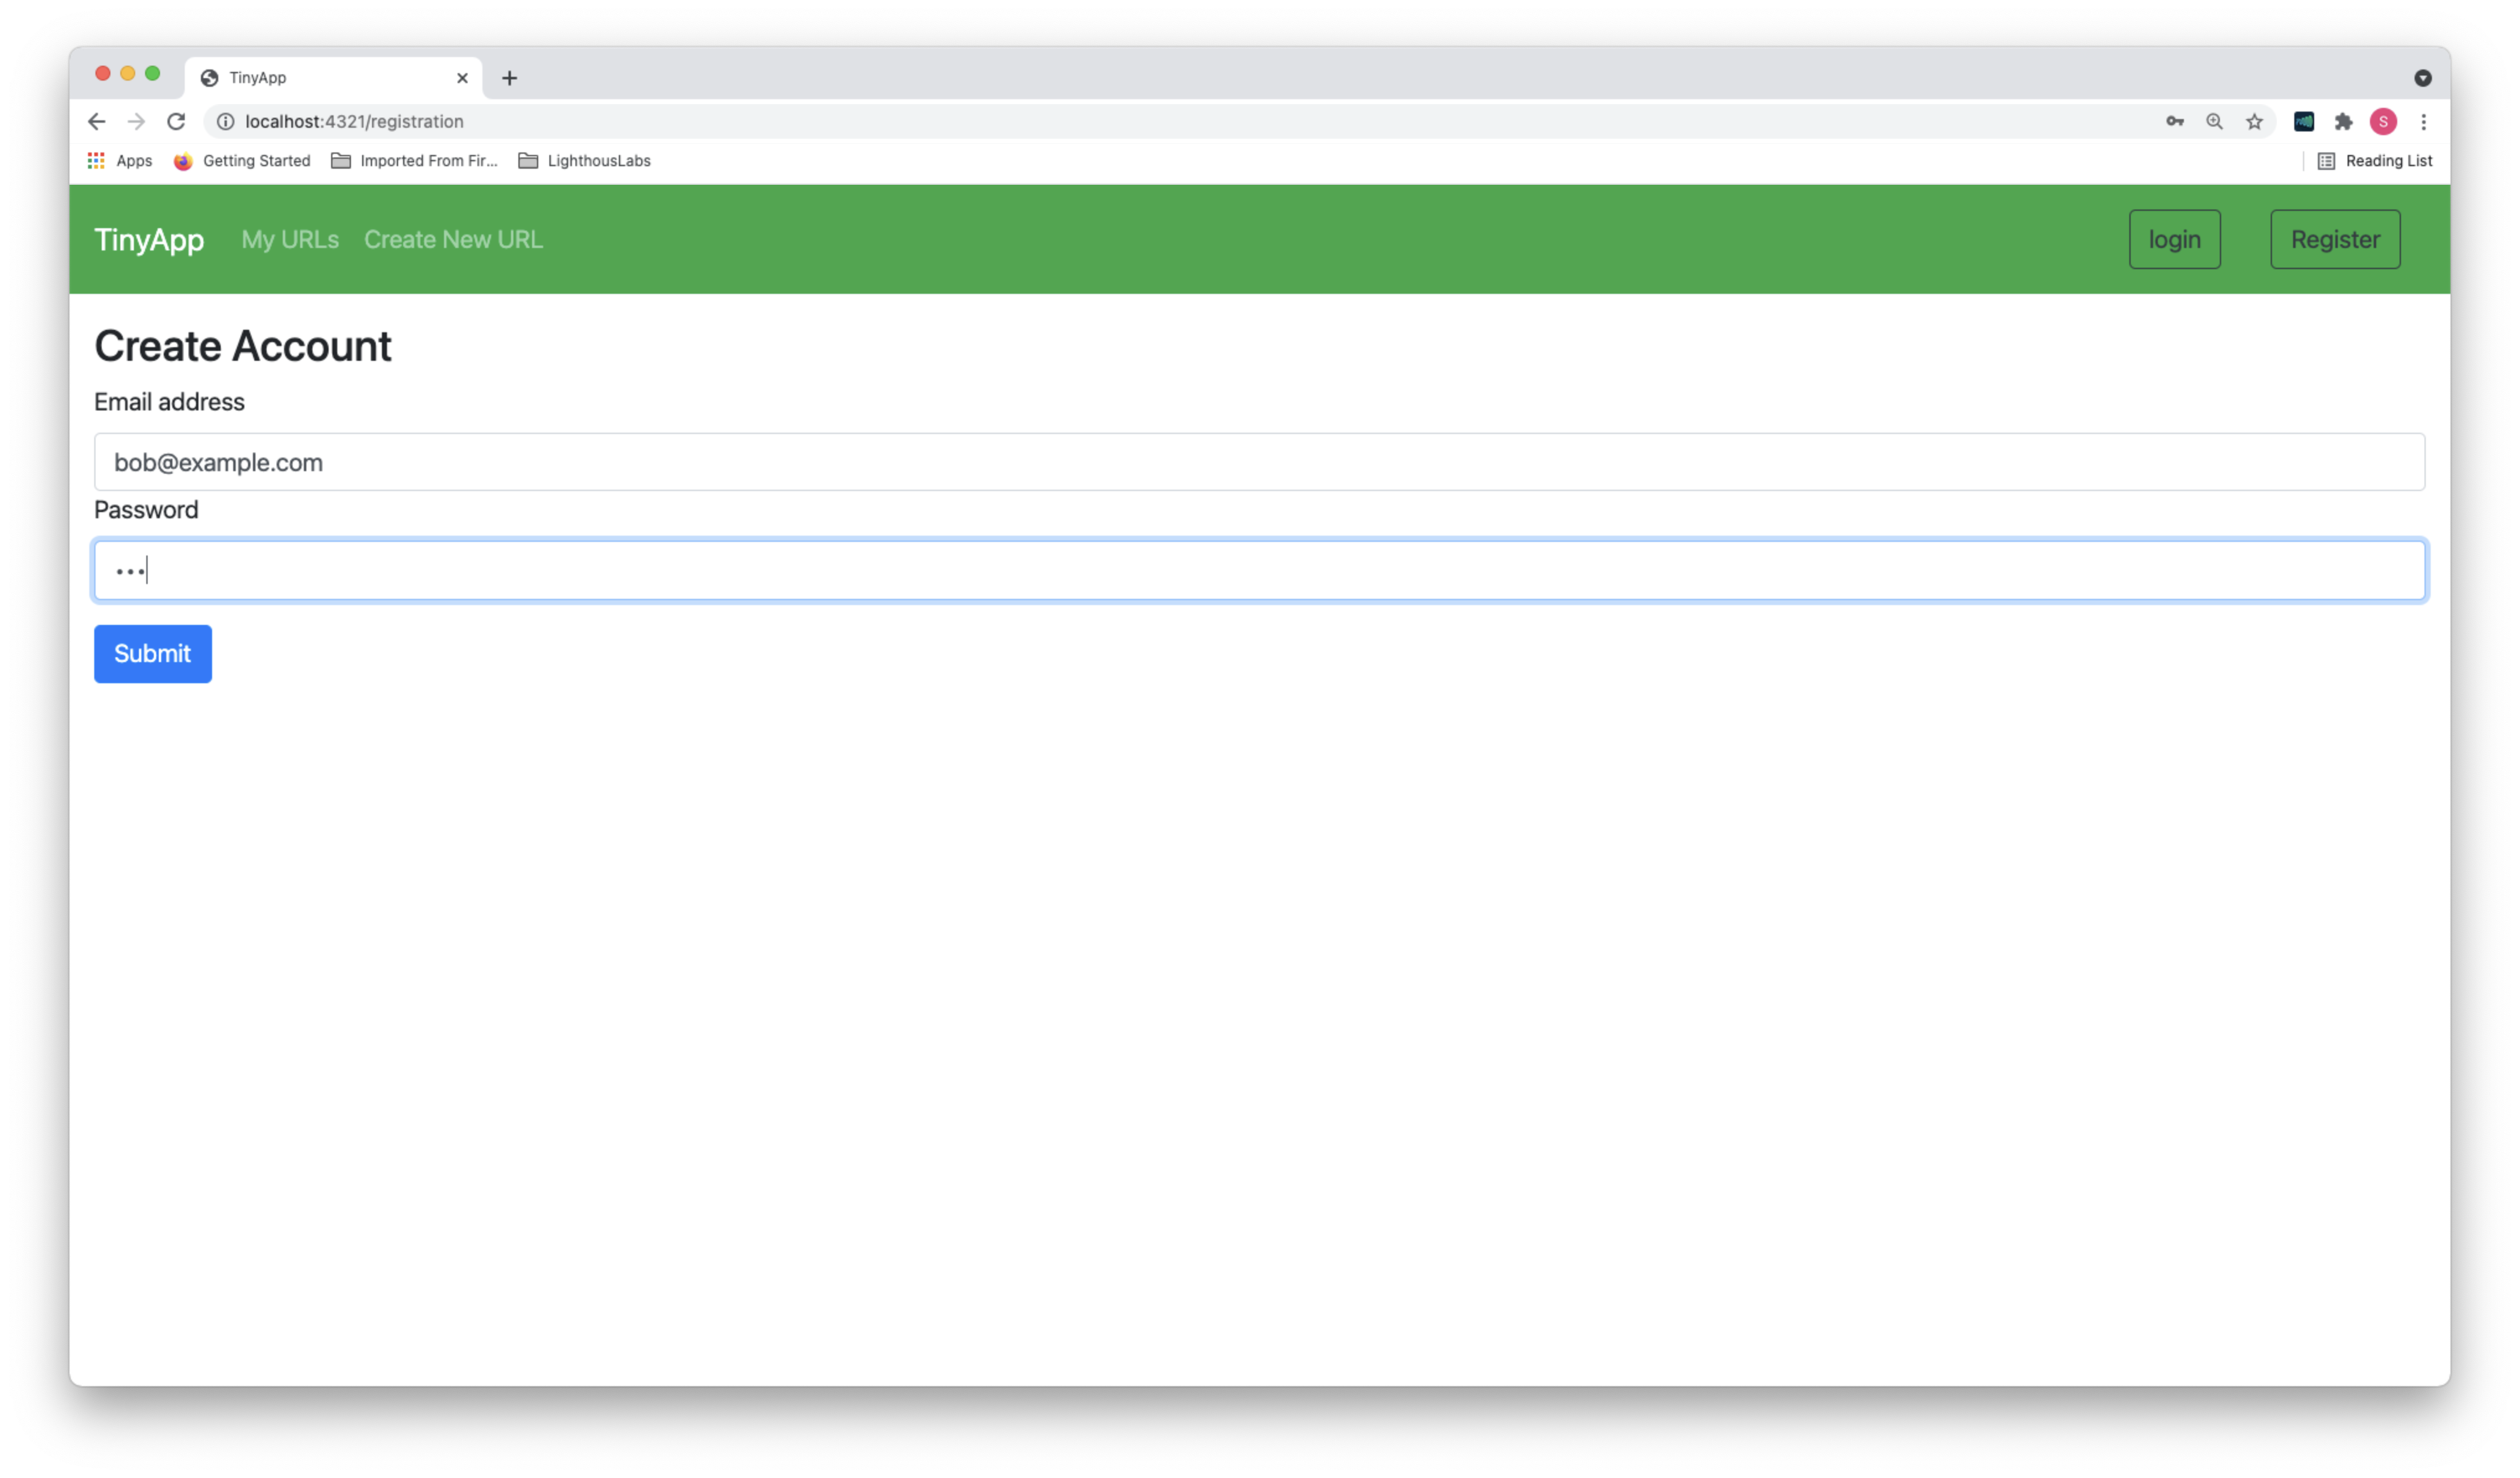 TinyApp
localhost:4321/registration
S
Apps Getting Started Imported From Fir... LighthousLabs Reading List
TinyApp My URLs Create New URL login Register
Create Account
Email address
bob@example.com
Password
•••
Submit